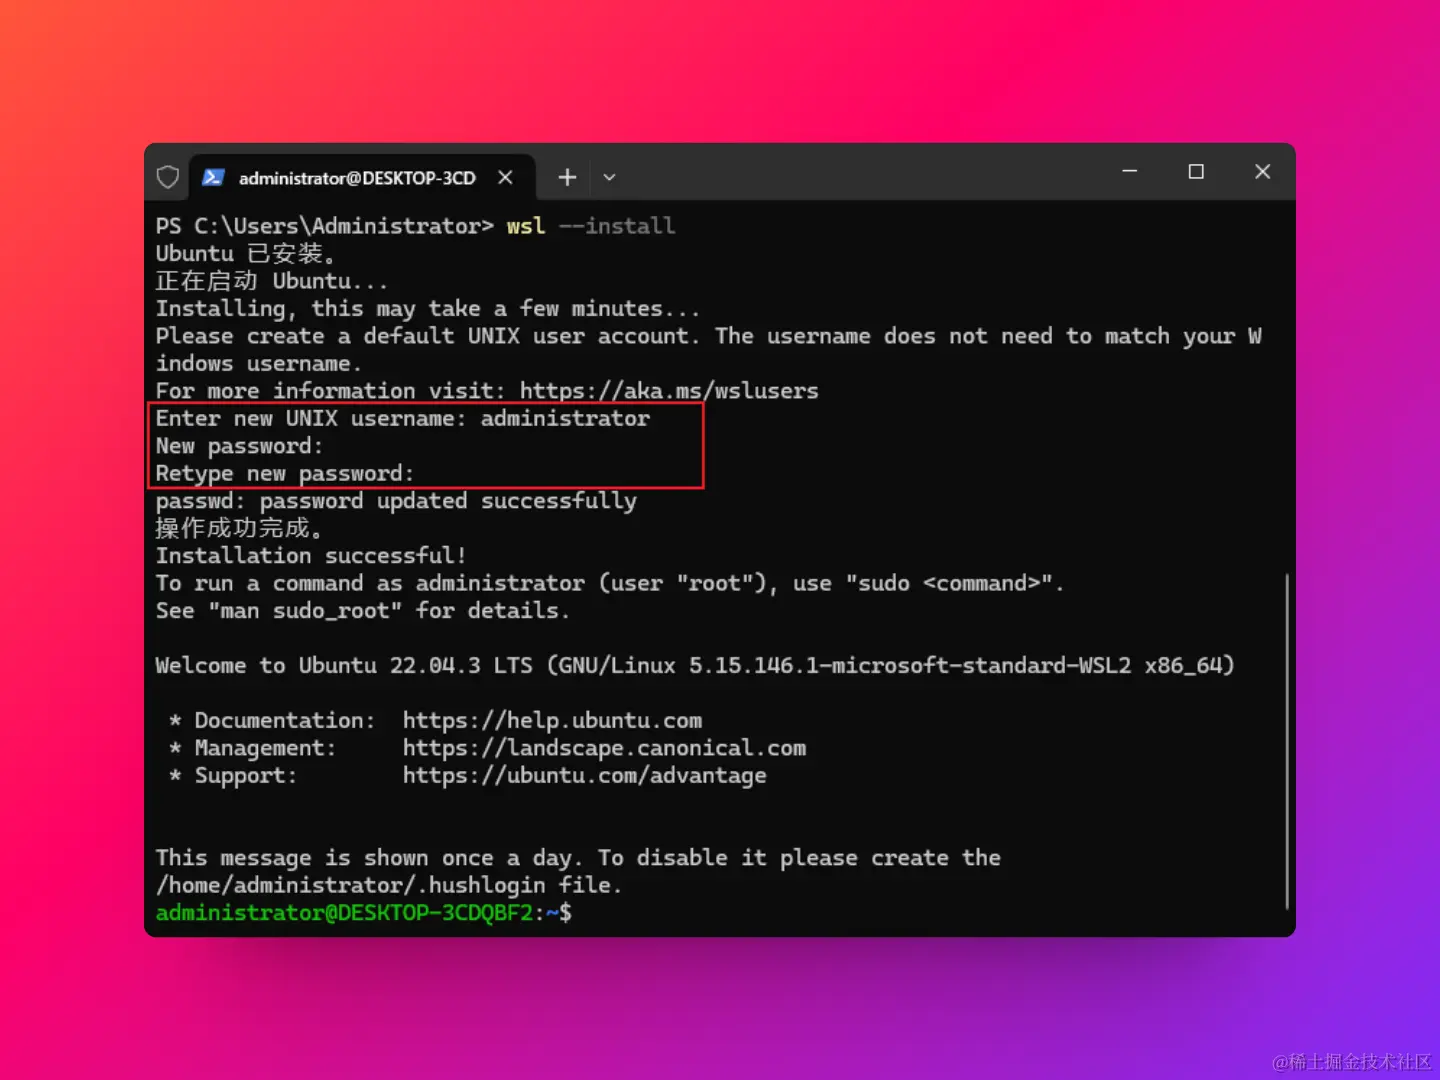 administrator@DESKTOP-3CD
PS C:\Users\Administrator> wsl --install
Ubuntu 已安装。
正在启动 Ubuntu...
Installing, this may take a few minutes...
Please create a default UNIX user account. The username does not need to match your W
indows username.
For more information visit: https://aka.ms/wslusers
Enter new UNIX username: administrator
New password:
Retype new password:
passwd: password updated successfully
操作成功完成。
Installation successful!
To run a command as administrator (user "root"), use "sudo <command>".
See "man sudo_root" for details.
Welcome to Ubuntu 22.04.3 LTS (GNU/Linux 5.15.146.1-microsoft-standard-WSL2 x86_64)
* Documentation:  https://help.ubuntu.com
* Management:     https://landscape.canonical.com
* Support:        https://ubuntu.com/advantage
This message is shown once a day. To disable it please create the
/home/administrator/.hushlogin file.
administrator@DESKTOP-3CDQBF2:~$
@稀土掘金技术社区